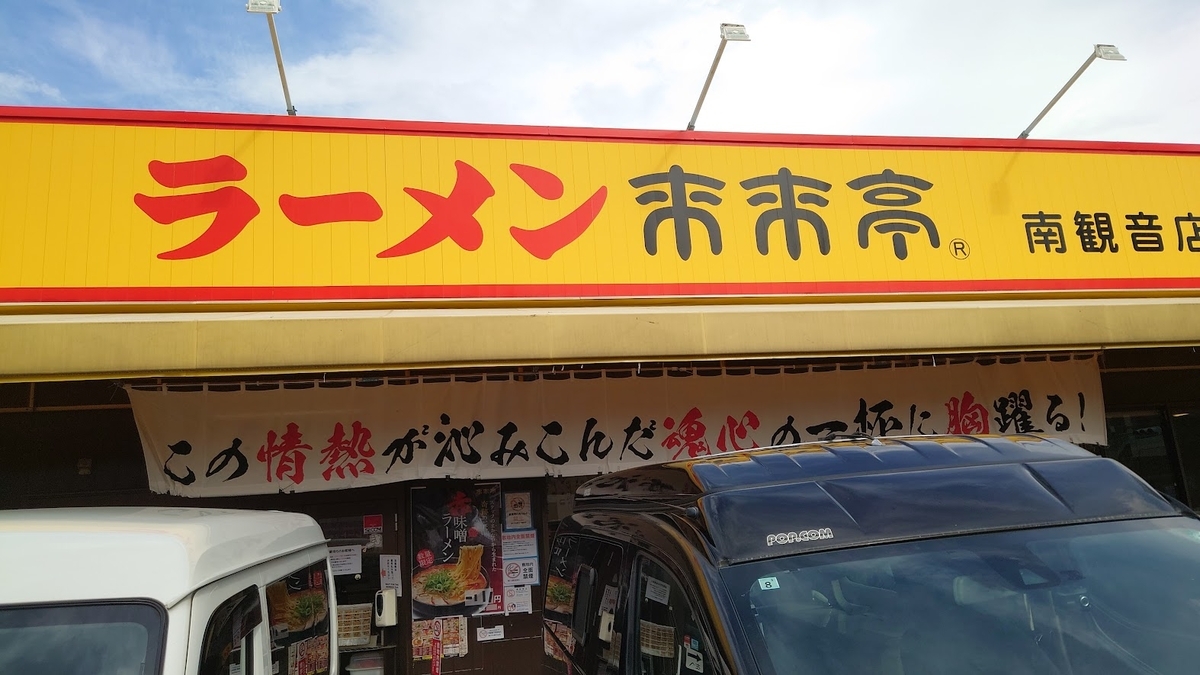 ラーメン来来亭®
南観音店
この情熱が沁みこんだ魂心の一杯に胸躍る!
赤味噌ラーメン
POP.COM
8